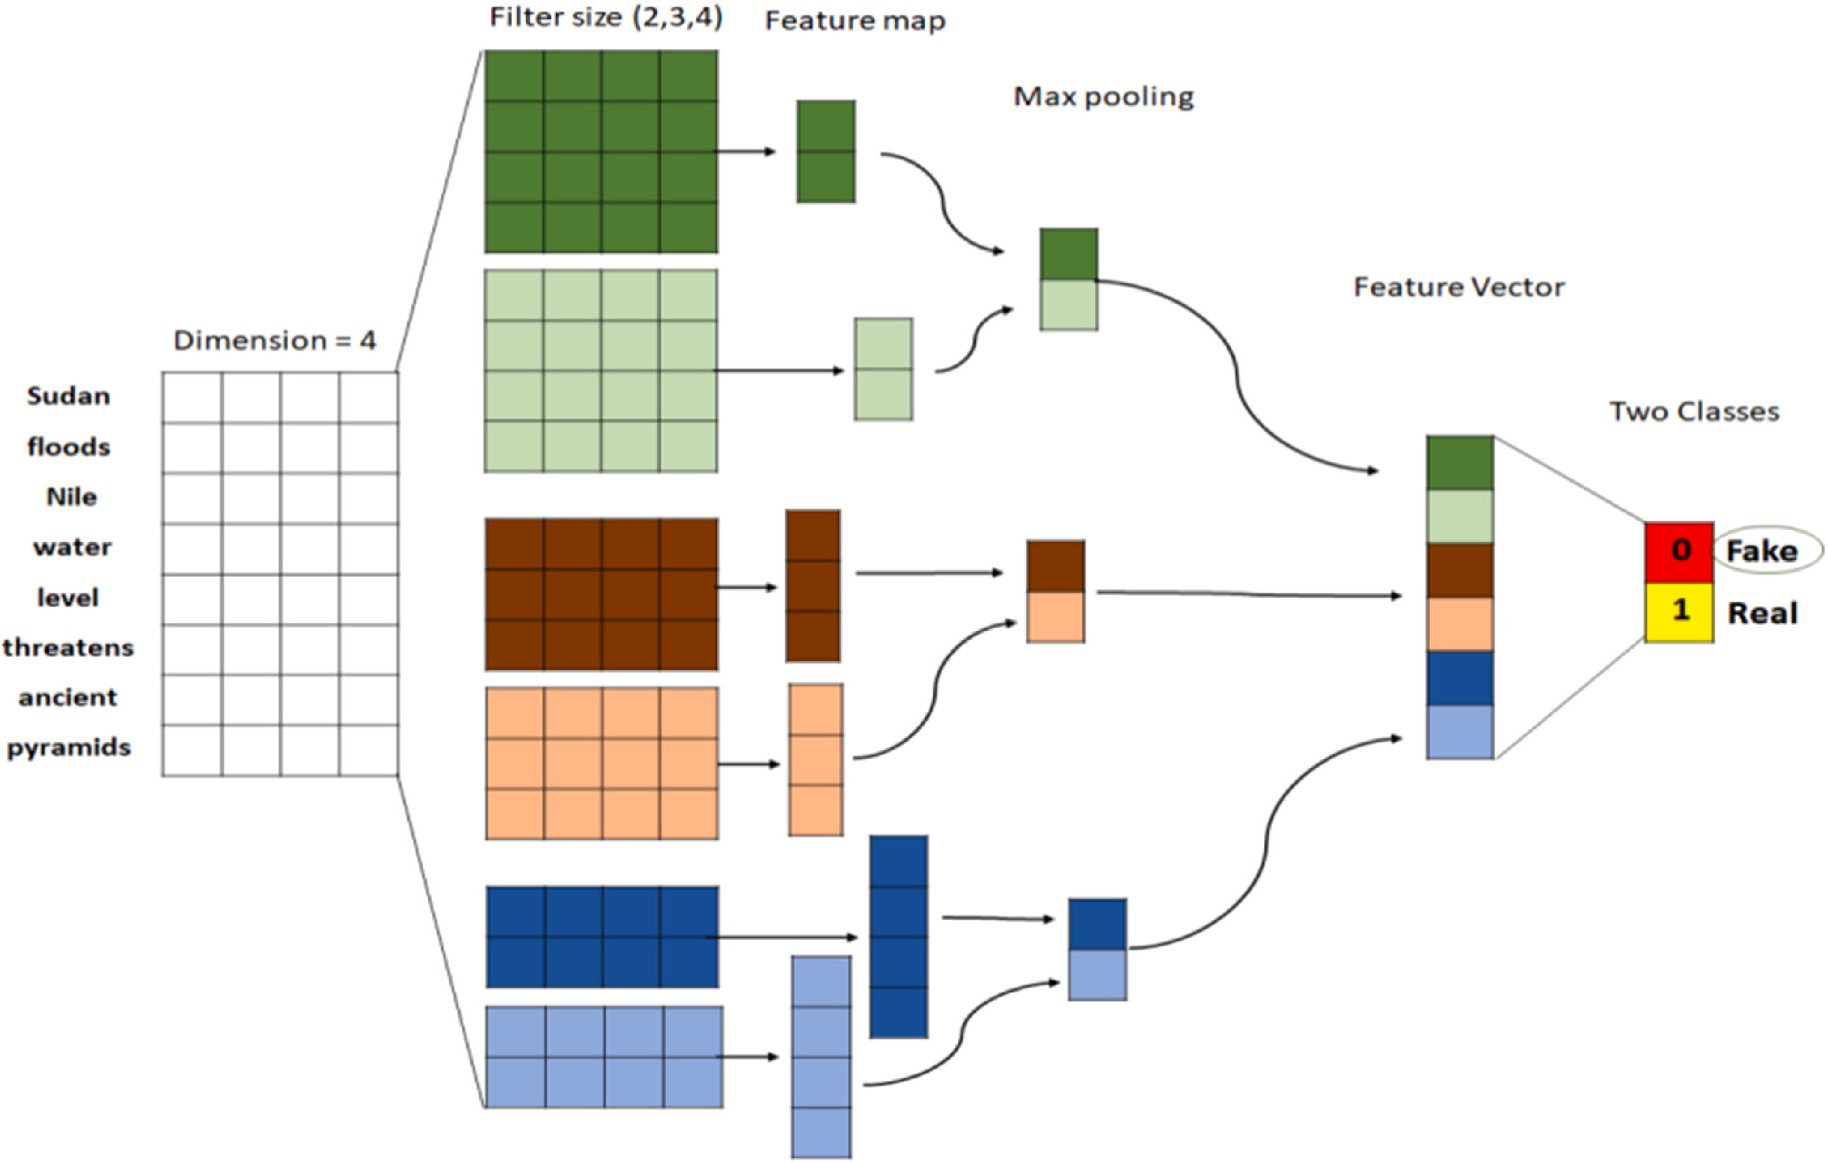 Filter size (2,3,4)
Feature map
Max pooling
Feature Vector
Dimension = 4
Two Classes
Sudan
floods
Nile
water
level
threatens
ancient
pyramids
0 Fake
1 Real